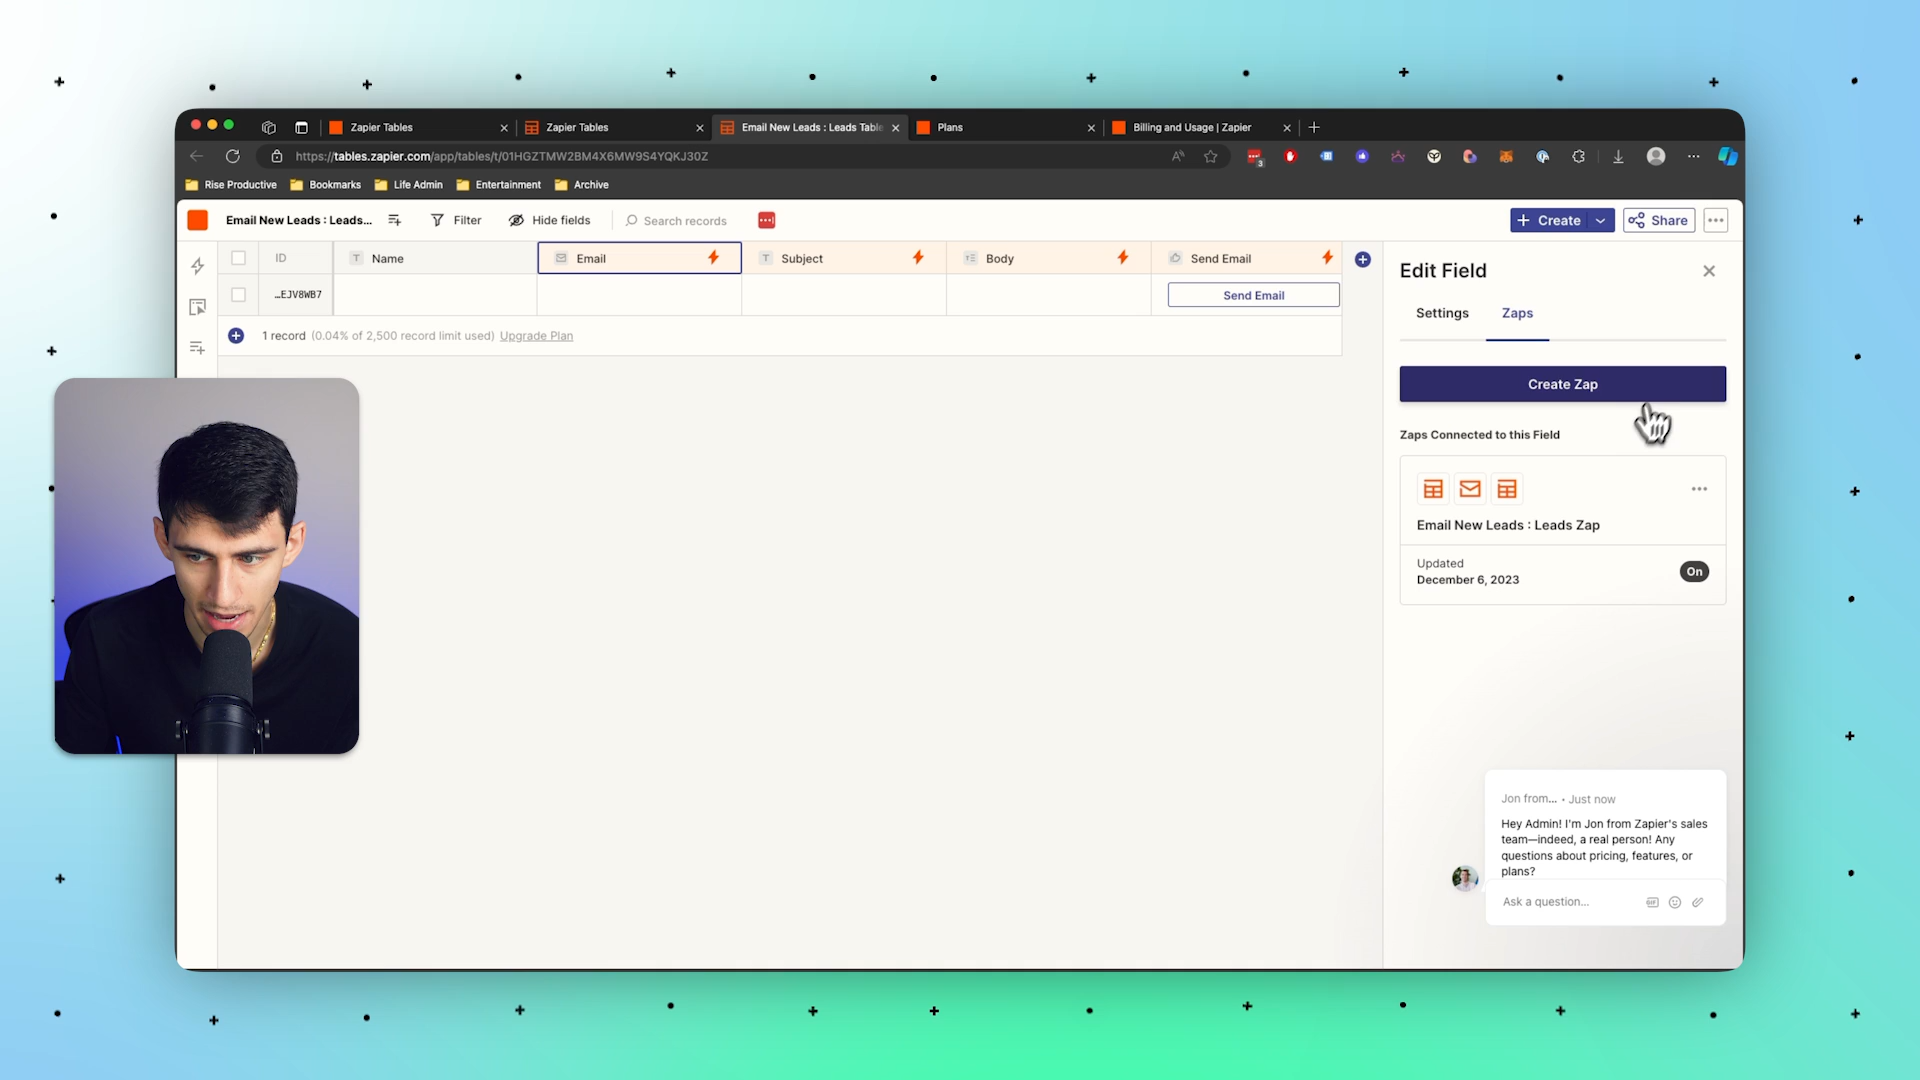 Zapier Tables
Zapier Tables
Email New Leads : Leads Table
Plans
Billing and Usage | Zapier
https://tables.zapier.com/app/tables/t/01HGZTMW2BM4X6MW9S4YQKJ30Z
3
Rise Productive
Bookmarks
Life Admin
Entertainment
Archive
Email New Leads : Leads...
Filter
Hide fields
Search records
Create
Share
ID
Name
Email
Subject
Body
Send Email
...EJV8WB7
Send Email
1 record (0.04% of 2,500 record limit used) Upgrade Plan
Edit Field
Settings
Zaps
Create Zap
Zaps Connected to this Field
Email New Leads : Leads Zap
Updated
December 6, 2023
On
Jon from... • Just now
Hey Admin! I'm Jon from Zapier's sales
team—indeed, a real person! Any
questions about pricing, features, or
plans?
Ask a question...
GIF